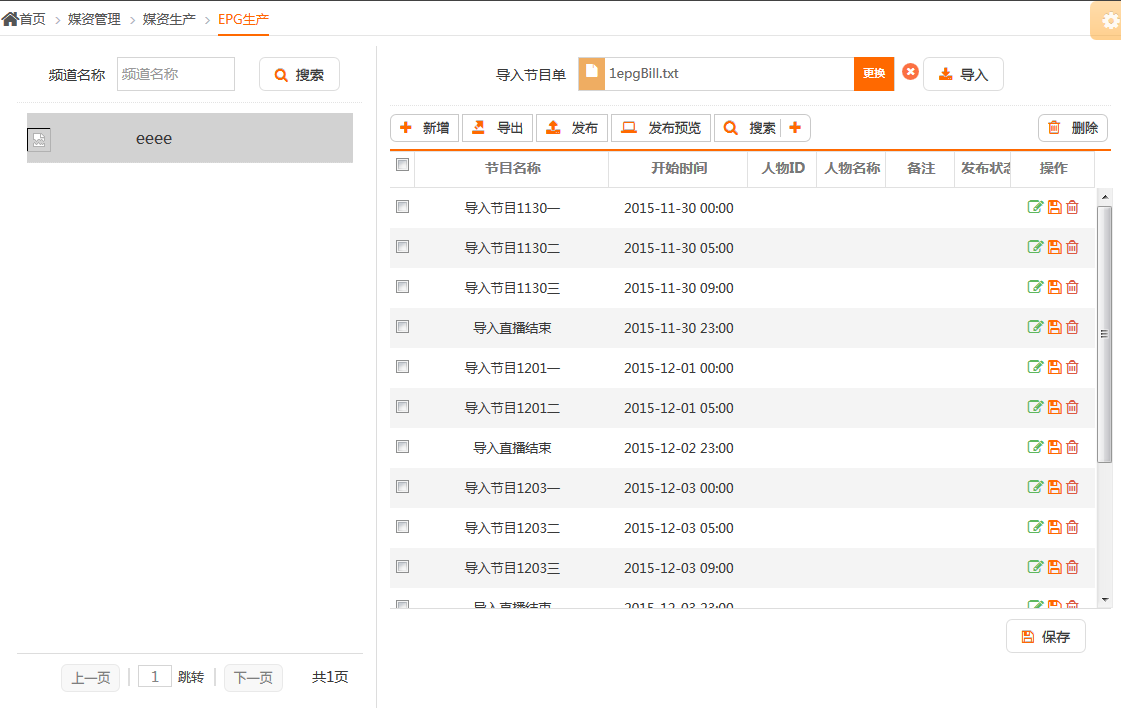 首页 > 媒资管理 > 媒资生产 > EPG生产
频道名称 频道名称 搜索
eeee
上一页 1 跳转 下一页 共1页
导入节目单 1epgBill.txt 更换 导入
新增 导出 发布 发布预览 搜索 删除
节目名称 开始时间 人物ID 人物名称 备注 发布状态 操作
导入节目1130一 2015-11-30 00:00
导入节目1130二 2015-11-30 05:00
导入节目1130三 2015-11-30 09:00
导入直播结束 2015-11-30 23:00
导入节目1201一 2015-12-01 00:00
导入节目1201二 2015-12-01 05:00
导入直播结束 2015-12-02 23:00
导入节目1203一 2015-12-03 00:00
导入节目1203二 2015-12-03 05:00
导入节目1203三 2015-12-03 09:00
导入直播结束 2015-12-03 23:00
保存